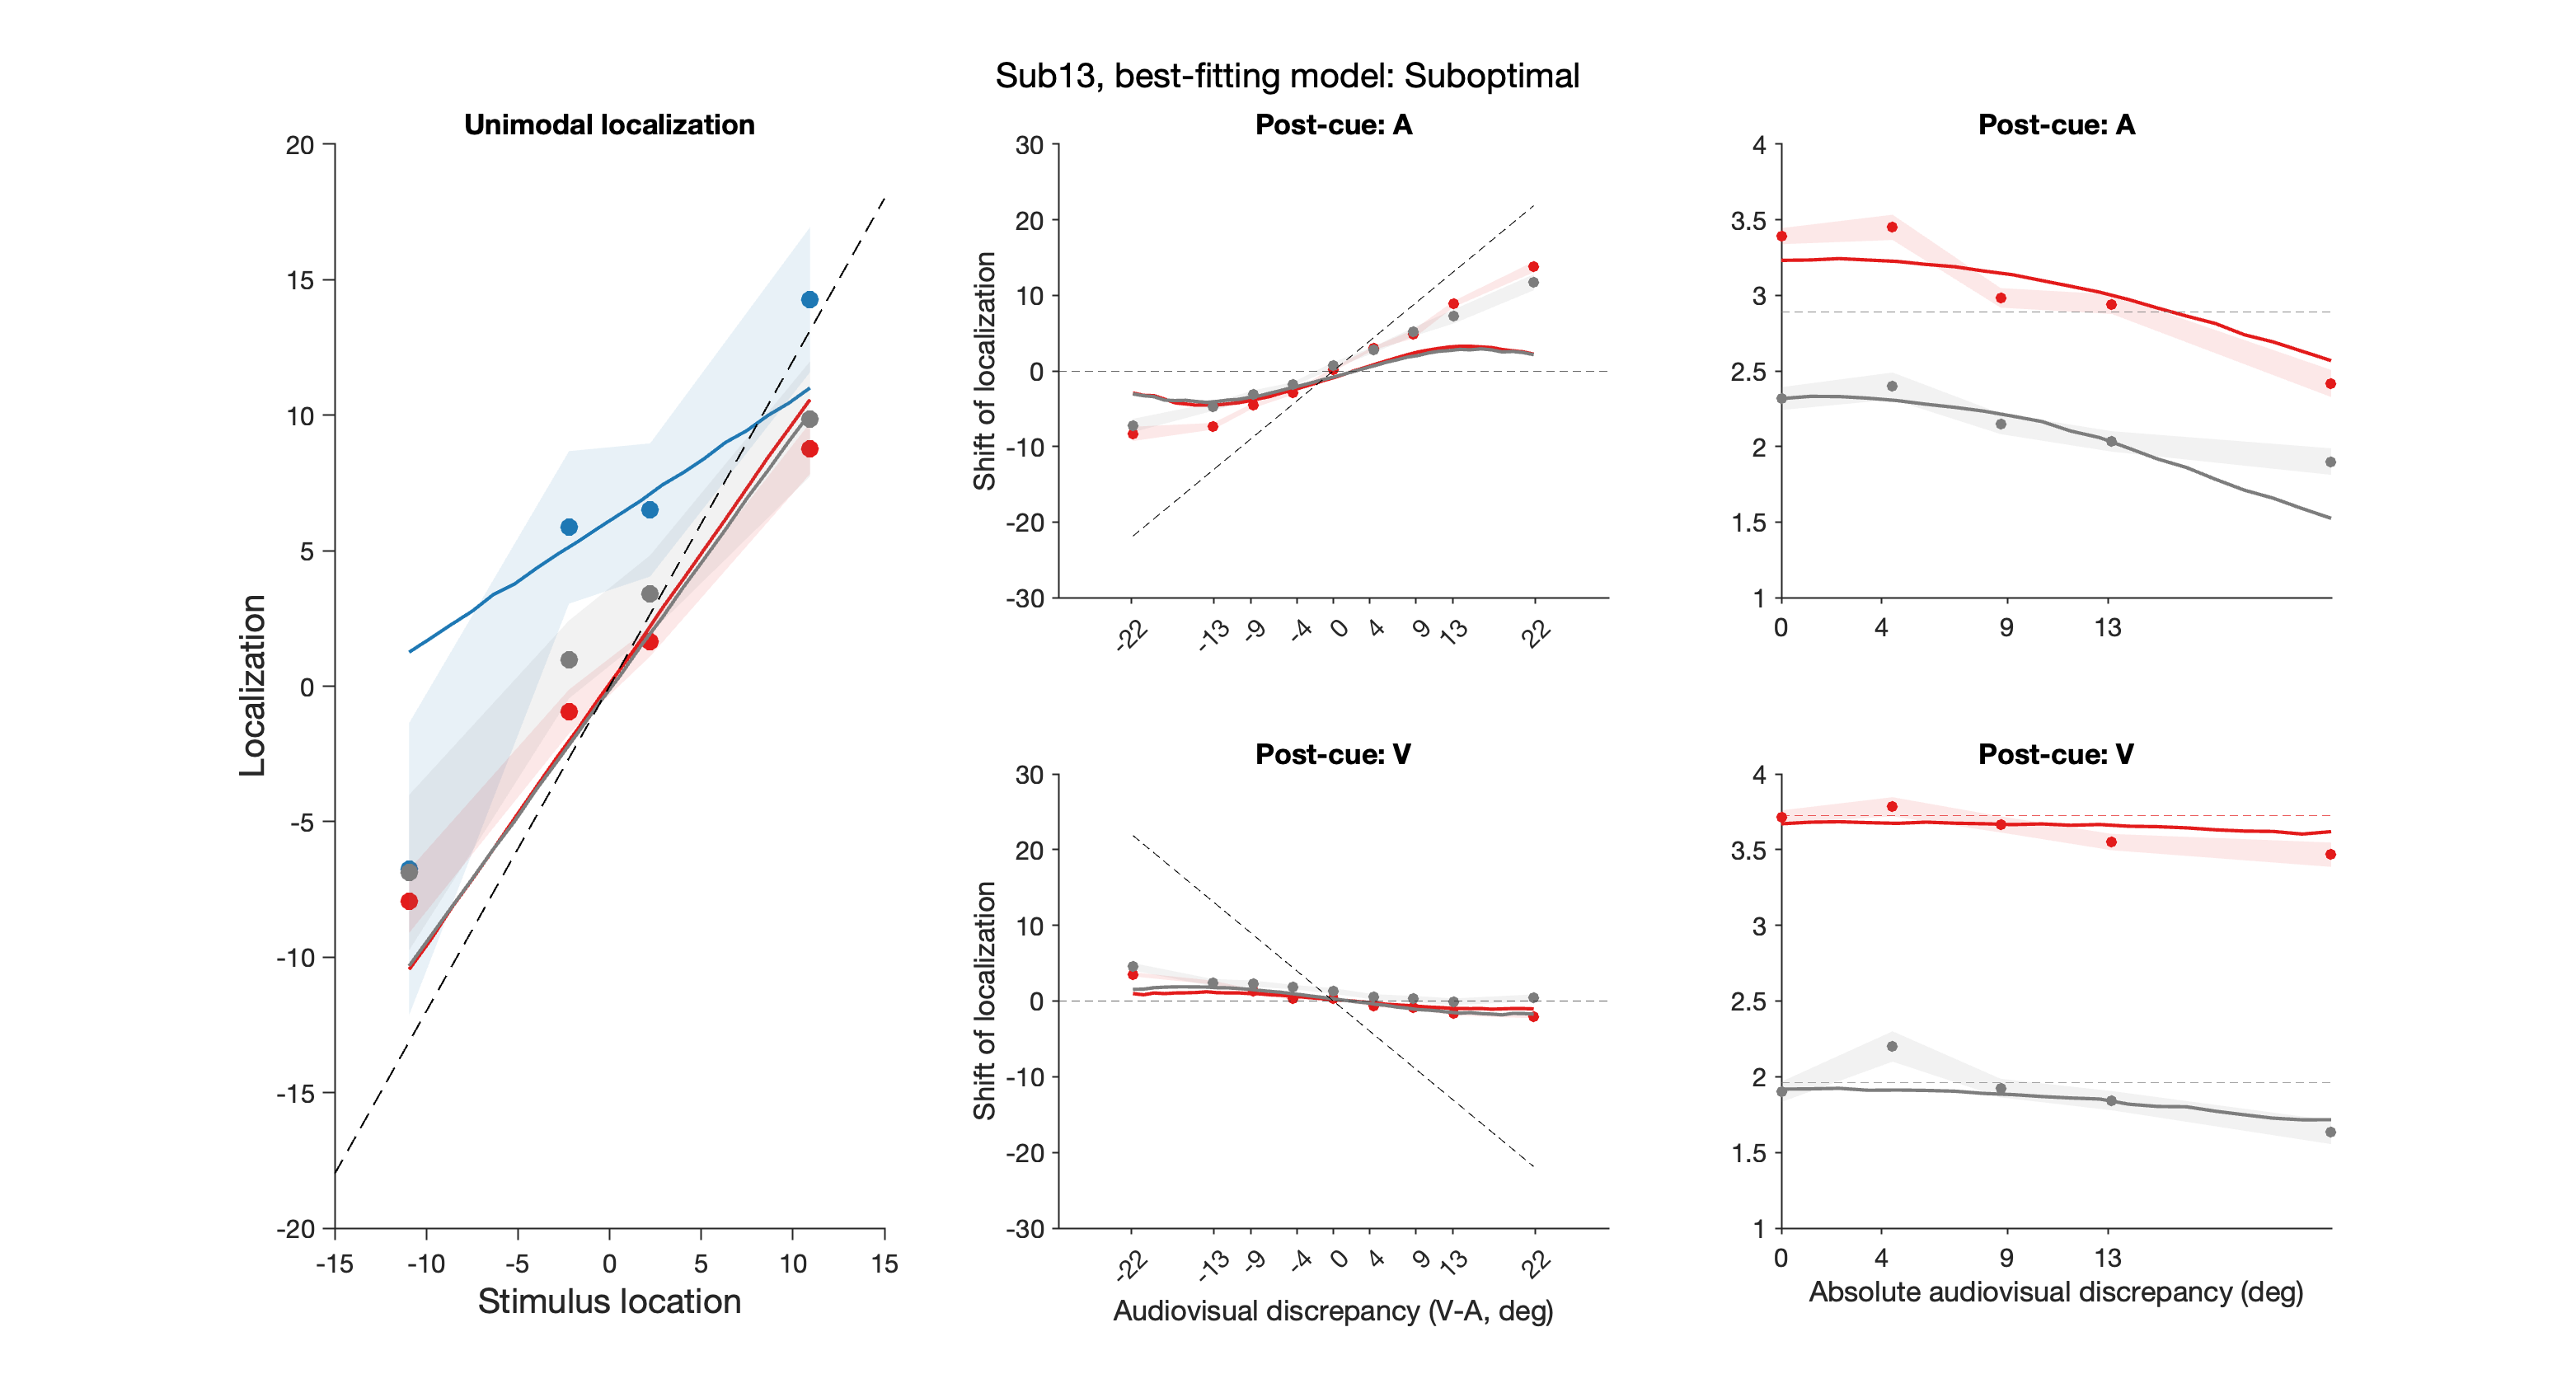 Sub13, best-fitting model: Suboptimal
Unimodal localization
20
15
10
5
0
-5
-10
-15
-20
Localization
-15 -10 -5 0 5 10 15
Stimulus location
Post-cue: A
30
20
10
0
-10
-20
-30
Shift of localization
-22 -13 -9 -4 0 4 9 13 22
Post-cue: A
4
3.5
3
2.5
2
1.5
1
0 4 9 13
Post-cue: V
30
20
10
0
-10
-20
-30
Shift of localization
-22 -13 -9 -4 0 4 9 13 22
Audiovisual discrepancy (V-A, deg)
Post-cue: V
4
3.5
3
2.5
2
1.5
1
0 4 9 13
Absolute audiovisual discrepancy (deg)